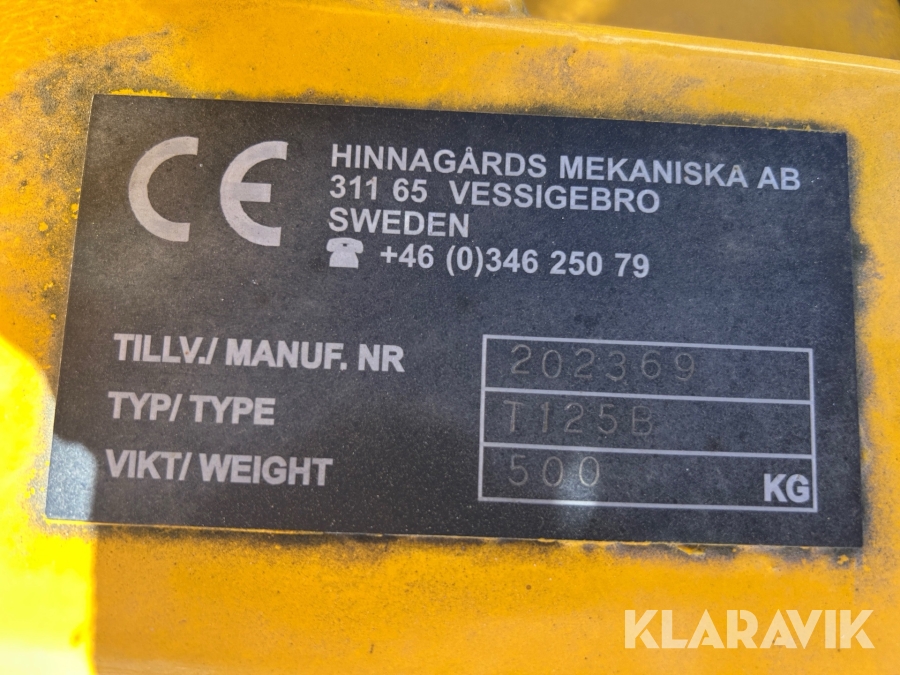 CE HINNAGÅRDS MEKANISKA AB
311 65 VESSIGEBRO
SWEDEN
☎ +46 (0)346 250 79
TILLV./ MANUF. NR 202369
TYP/ TYPE T125B
VIKT/ WEIGHT 500 KG
KLARAVIK